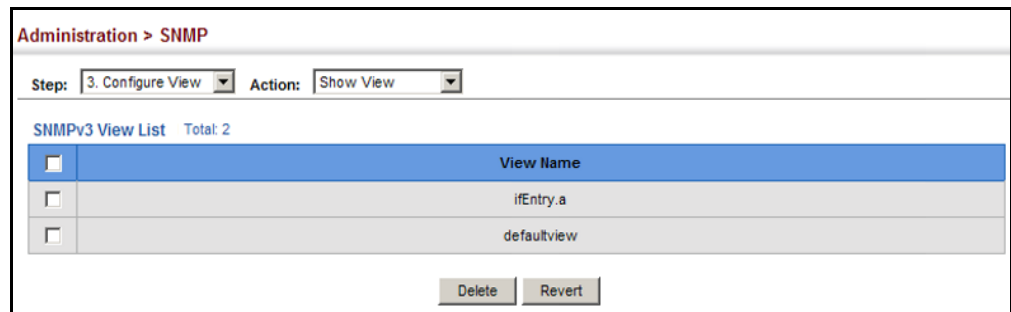 Administration > SNMP
Step: 3. Configure View Action: Show View
SNMPv3 View List Total: 2
View Name
ifEntry.a
defaultview
Delete Revert